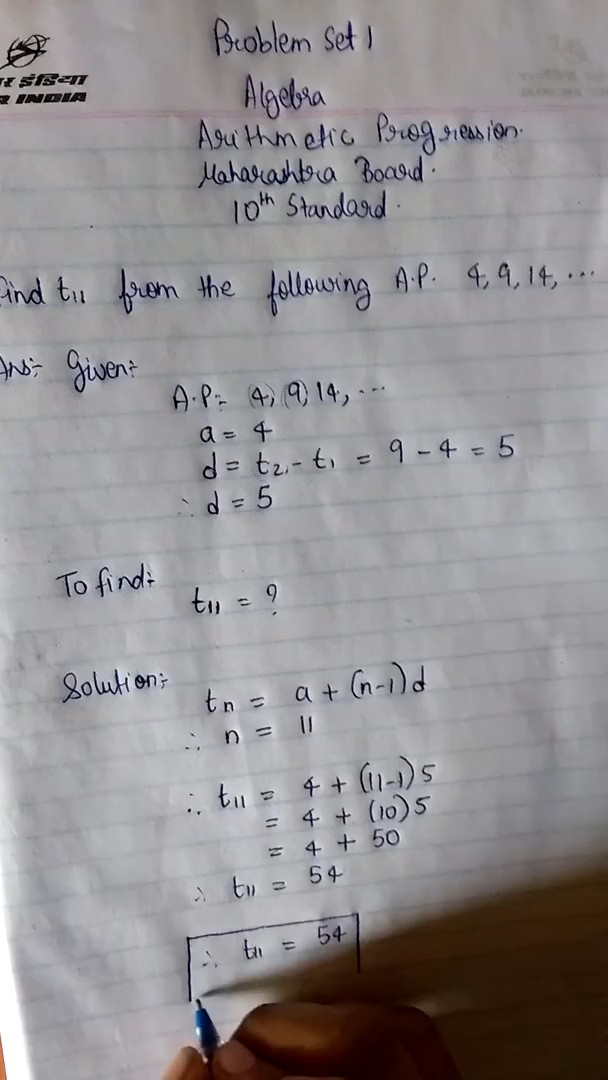 Problem Set 1
र इंडिया
R INDIA
Algebra
Arithmetic Progression.
Maharashtra Board.
10th Standard.
Find t11 from the following A.P. 4, 9, 14, ...
Ans:- Given:-
A.P:- 4, 9, 14, ...
a = 4
d = t2 - t1 = 9 - 4 = 5
∴ d = 5
To find:-
t11 = ?
Solution:-
tn = a + (n-1)d
∴ n = 11
∴ t11 = 4 + (11-1)5
= 4 + (10)5
= 4 + 50
∴ t11 = 54
∴ t11 = 54